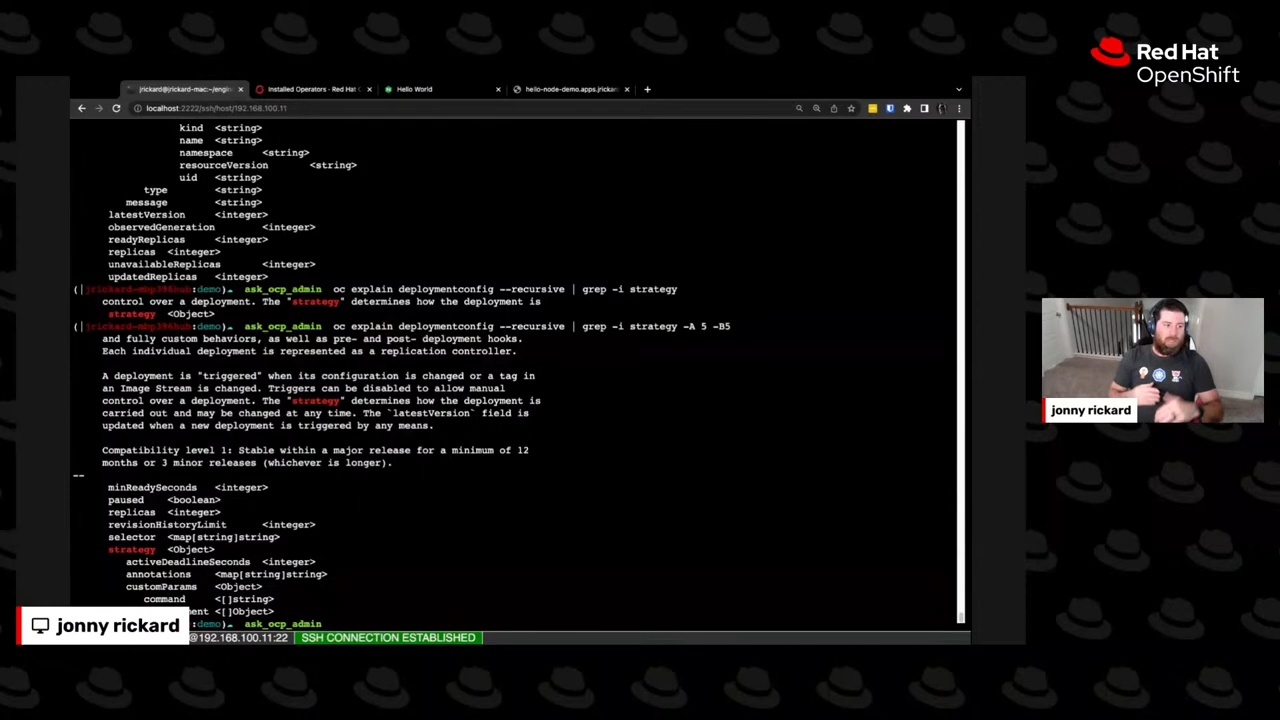 Red Hat
OpenShift
jrickard@jrickard-mac:~/engin
Installed Operators - Red Hat
Hello World
hello-node-demo.apps.jrickar
localhost:2222/ssh/host/192.168.100.11
kind <string>
name <string>
namespace <string>
resourceVersion <string>
uid <string>
type <string>
message <string>
latestVersion <integer>
observedGeneration <integer>
readyReplicas <integer>
replicas <integer>
unavailableReplicas <integer>
updatedReplicas <integer>
(|jrickard-mbp396hub:demo) ask_ocp_admin oc explain deploymentconfig --recursive | grep -i strategy
control over a deployment. The "strategy" determines how the deployment is
strategy <Object>
(|jrickard-mbp396hub:demo) ask_ocp_admin oc explain deploymentconfig --recursive | grep -i strategy -A 5 -B5
and fully custom behaviors, as well as pre- and post- deployment hooks.
Each individual deployment is represented as a replication controller.
A deployment is "triggered" when its configuration is changed or a tag in
an Image Stream is changed. Triggers can be disabled to allow manual
control over a deployment. The "strategy" determines how the deployment is
carried out and may be changed at any time. The `latestVersion` field is
updated when a new deployment is triggered by any means.
Compatibility level 1: Stable within a major release for a minimum of 12
months or 3 minor releases (whichever is longer).
--
minReadySeconds <integer>
paused <boolean>
replicas <integer>
revisionHistoryLimit <integer>
selector <map[string]string>
strategy <Object>
activeDeadlineSeconds <integer>
annotations <map[string]string>
customParams <Object>
command <[]string>
ment <[]Object>
:demo) ask_ocp_admin
@192.168.100.11:22 SSH CONNECTION ESTABLISHED
jonny rickard
jonny rickard